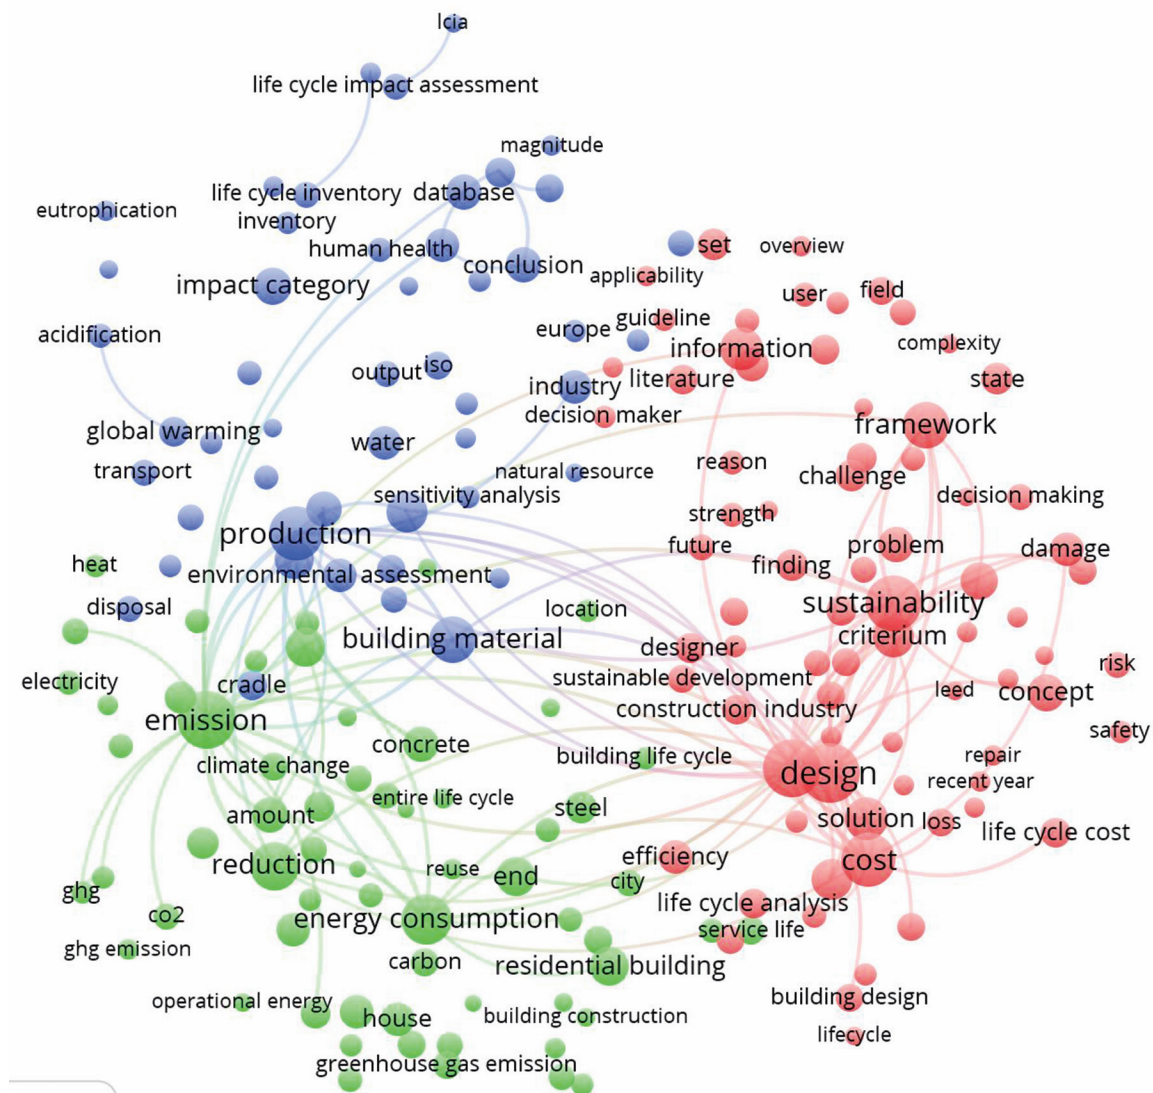 lcia
life cycle impact assessment
magnitude
life cycle inventory
database
eutrophication
inventory
human health
set
overview
conclusion
applicability
impact category
user
field
acidification
europe
guideline
information
complexity
output
iso
industry
literature
state
decision maker
framework
global warming
water
transport
natural resource
reason
challenge
sensitivity analysis
decision making
strength
production
future
problem
damage
heat
environmental assessment
finding
disposal
location
sustainability
building material
criterium
designer
risk
electricity
cradle
sustainable development
leed
concept
emission
construction industry
safety
concrete
building life cycle
repair
climate change
design
recent year
entire life cycle
amount
steel
solution
loss
life cycle cost
reduction
reuse
end
efficiency
cost
ghg
city
co2
energy consumption
life cycle analysis
service life
ghg emission
carbon
residential building
operational energy
building design
house
building construction
lifecycle
greenhouse gas emission